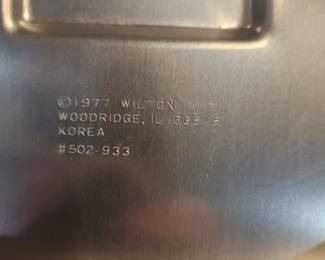 ©1977 WILTON
WOODRIDGE, IL
KOREA
#502-933